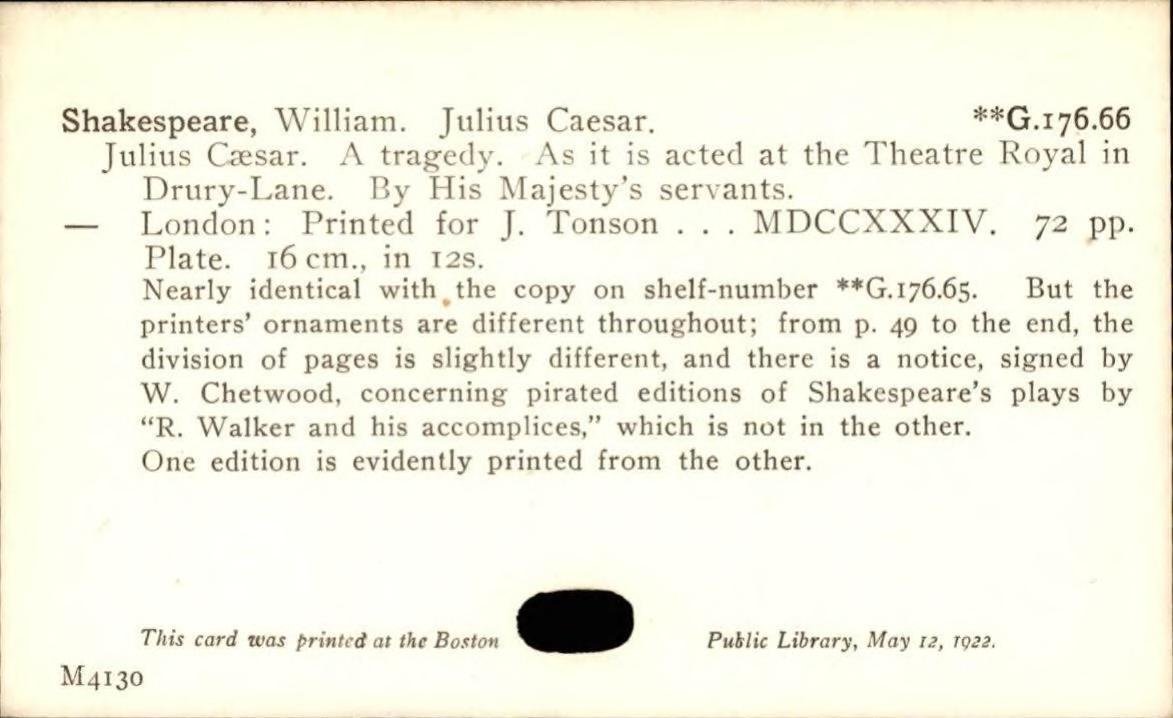 Shakespeare, William. Julius Caesar. **G.176.66
Julius Cæsar. A tragedy. As it is acted at the Theatre Royal in
Drury-Lane. By His Majesty's servants.
— London: Printed for J. Tonson . . . MDCCXXXIV. 72 pp.
Plate. 16 cm., in 12s.
Nearly identical with the copy on shelf-number **G.176.65. But the
printers' ornaments are different throughout; from p. 49 to the end, the
division of pages is slightly different, and there is a notice, signed by
W. Chetwood, concerning pirated editions of Shakespeare's plays by
"R. Walker and his accomplices," which is not in the other.
One edition is evidently printed from the other.
This card was printed at the Boston Public Library, May 12, 1922.
M4130